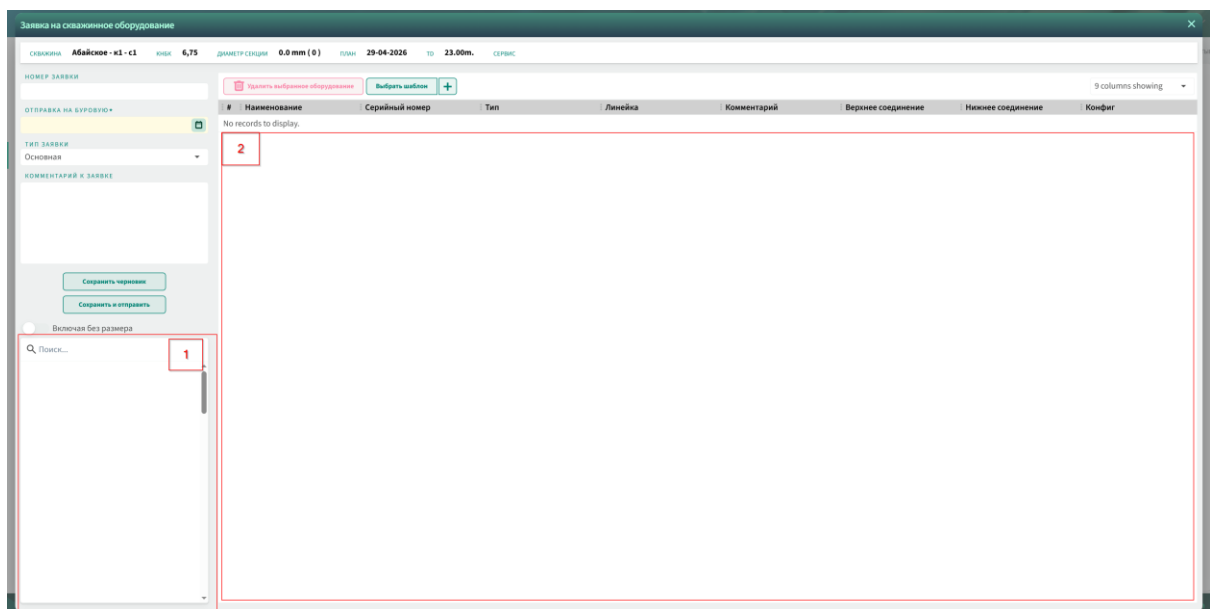 Заявка на скважинное оборудование
СКВАЖИНА Абайское - к1 - с1 КНБК 6,75 ДИАМЕТР СЕКЦИИ 0.0 mm ( 0 ) ПЛАН 29-04-2026 TD 23.00m. СЕРВИС
НОМЕР ЗАЯВКИ
Удалить выбранное оборудование Выбрать шаблон + 9 columns showing
ОТПРАВКА НА БУРОВУЮ*
# Наименование Серийный номер Тип Линейка Комментарий Верхнее соединение Нижнее соединение Конфиг
No records to display.
ТИП ЗАЯВКИ
Основная
2
КОММЕНТАРИЙ К ЗАЯВКЕ
Сохранить черновик
Сохранить и отправить
Включая без размера
Поиск...
1